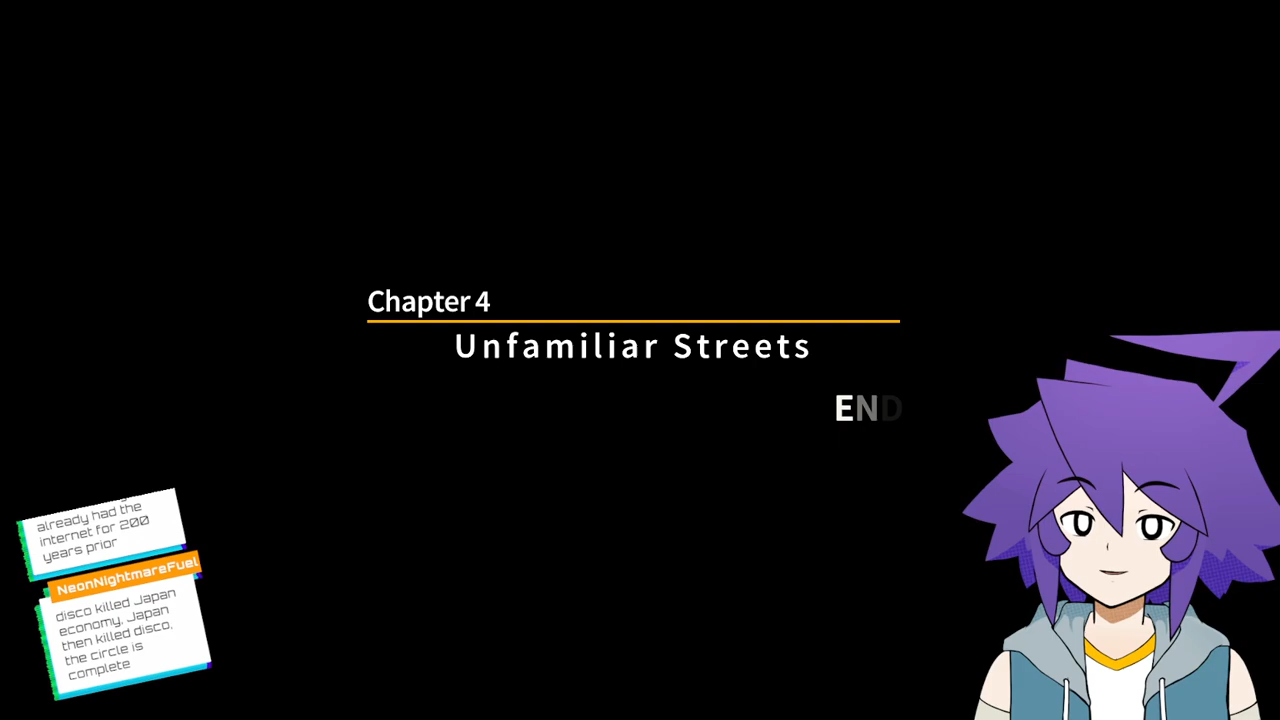 Chapter 4
Unfamiliar Streets
END
already had the
internet for 200
years prior
NeonNightmareFuel
disco killed Japan
economy, Japan
then killed disco,
the circle is
complete